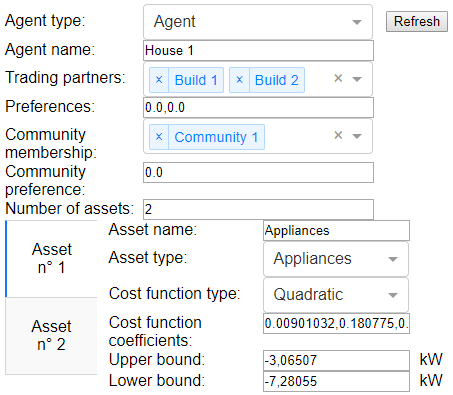 Agent type: Agent Refresh
Agent name: House 1
Trading partners: × Build 1 × Build 2 ×
Preferences: 0.0,0.0
Community membership: × Community 1 ×
Community preference: 0.0
Number of assets: 2
Asset n° 1
Asset n° 2
Asset name: Appliances
Asset type: Appliances
Cost function type: Quadratic
Cost function coefficients: 0.00901032,0.180775,0.
Upper bound: -3,06507 kW
Lower bound: -7,28055 kW